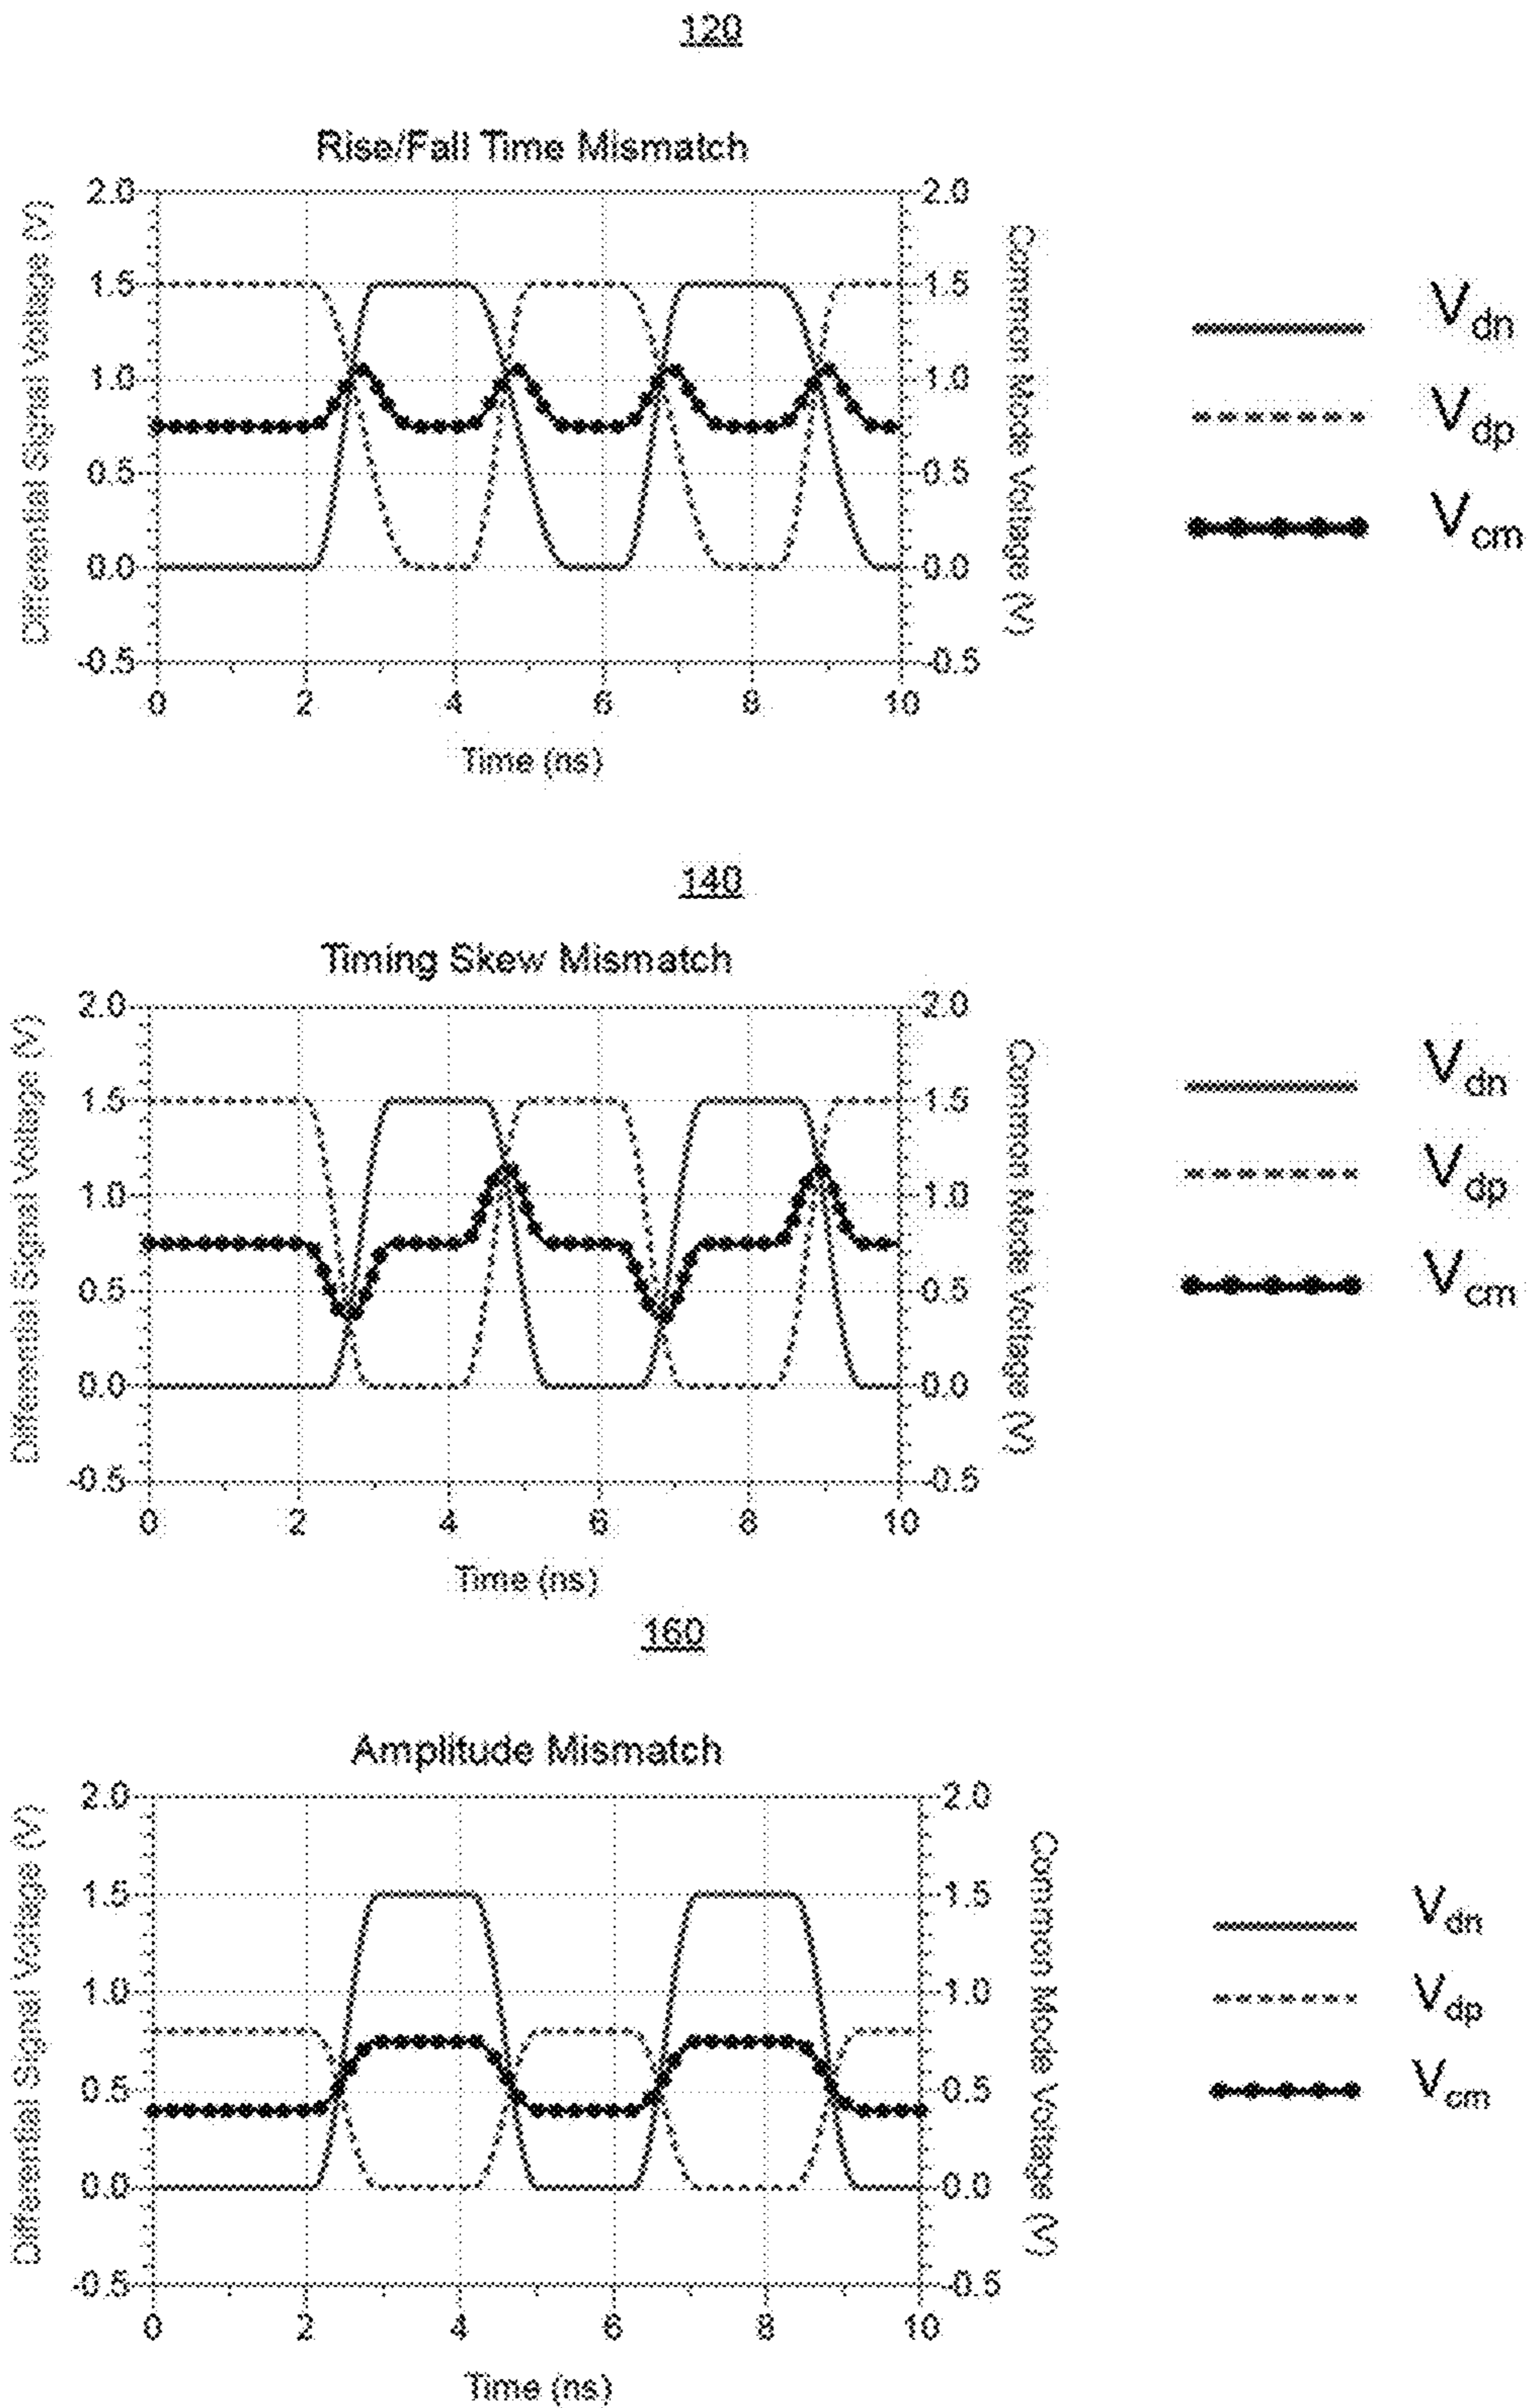 120
Rise/Fall Time Mismatch
Differential Signal Voltage (V)
2.0
1.5
1.0
0.5
0.0
-0.5
2.0
1.5
1.0
0.5
0.0
-0.5
Common Mode Voltage (V)
0 2 4 6 8 10
Time (ns)
Vdn
Vdp
Vcm
140
Timing Skew Mismatch
Differential Signal Voltage (V)
2.0
1.5
1.0
0.5
0.0
-0.5
2.0
1.5
1.0
0.5
0.0
-0.5
Common Mode Voltage (V)
0 2 4 6 8 10
Time (ns)
Vdn
Vdp
Vcm
160
Amplitude Mismatch
Differential Signal Voltage (V)
2.0
1.5
1.0
0.5
0.0
-0.5
2.0
1.5
1.0
0.5
0.0
-0.5
Common Mode Voltage (V)
0 2 4 6 8 10
Time (ns)
Vdn
Vdp
Vcm